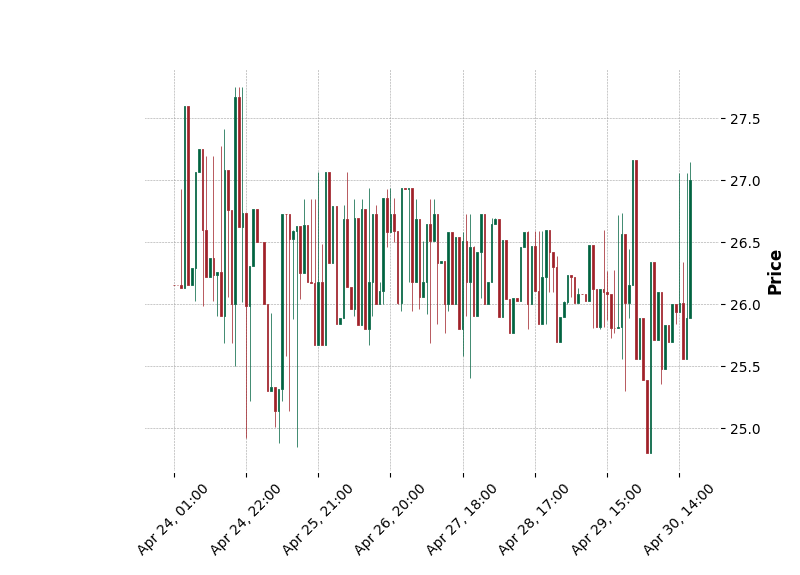 27.5
27.0
26.5
26.0
25.5
25.0
Price
Apr 24, 01:00
Apr 24, 22:00
Apr 25, 21:00
Apr 26, 20:00
Apr 27, 18:00
Apr 28, 17:00
Apr 29, 15:00
Apr 30, 14:00